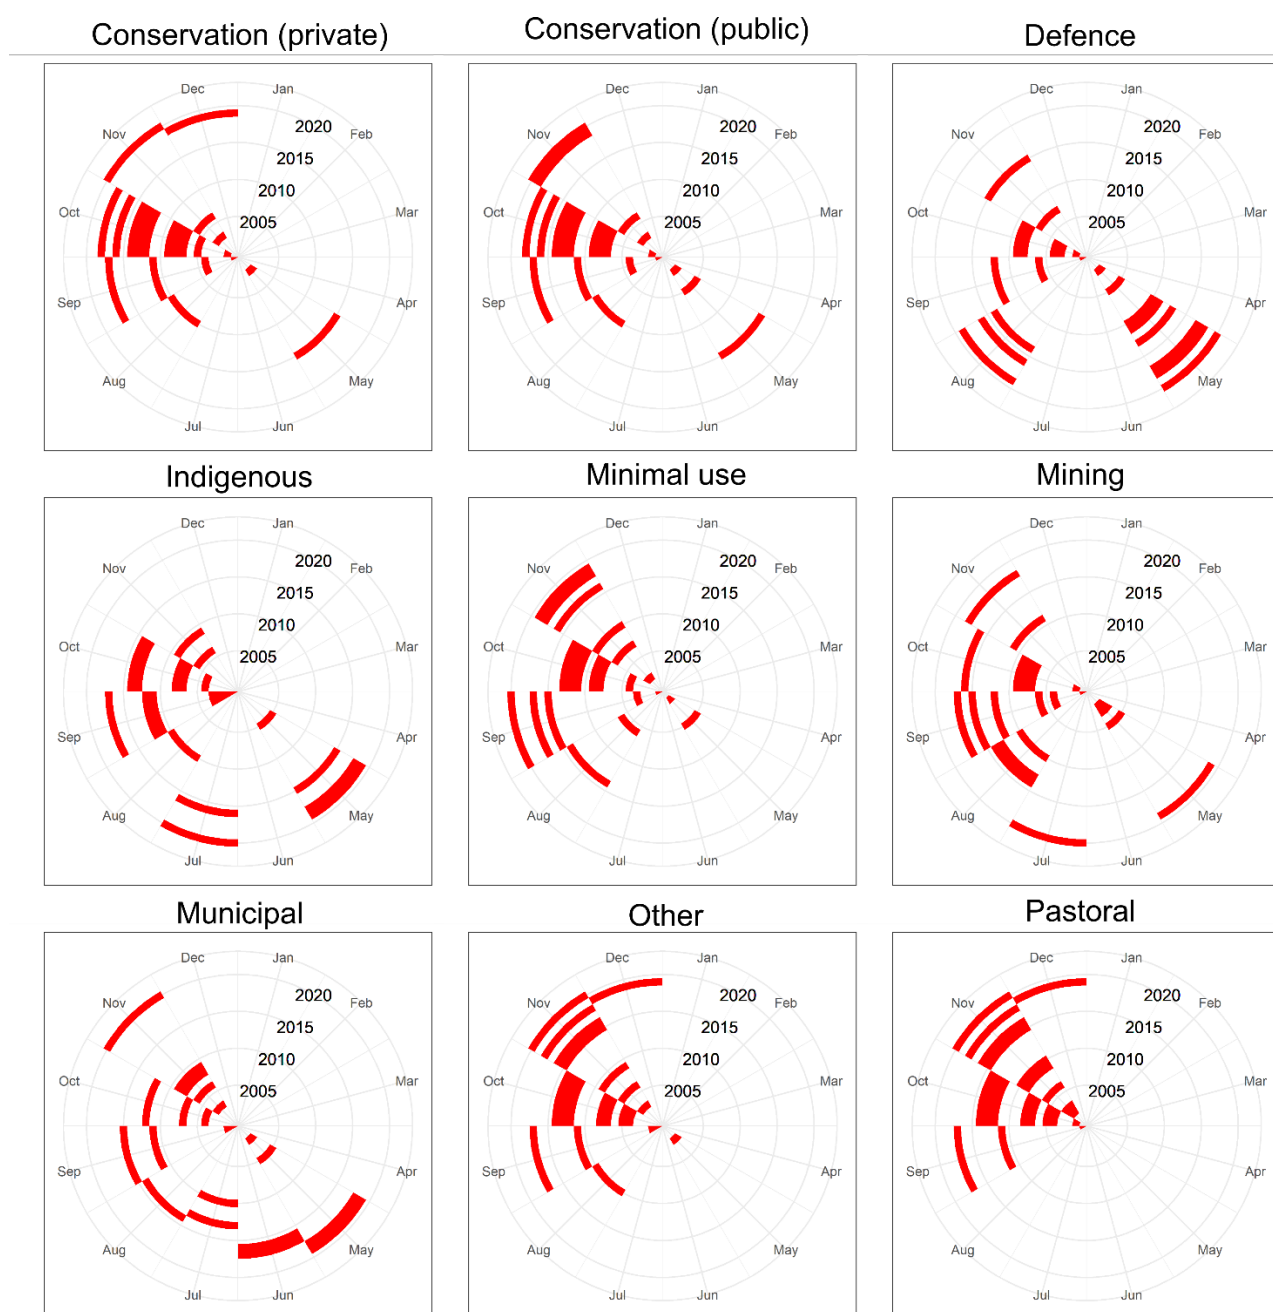 Conservation (private)
Conservation (public)
Defence
Dec
Jan
Nov
2020
Feb
2015
2010
Oct
2005
Mar
Sep
Apr
Aug
May
Jul
Jun
Dec
Jan
Nov
2020
Feb
2015
2010
Oct
2005
Mar
Sep
Apr
Aug
May
Jul
Jun
Dec
Jan
Nov
2020
Feb
2015
2010
Oct
2005
Mar
Sep
Apr
Aug
May
Jul
Jun
Indigenous
Minimal use
Mining
Dec
Jan
Nov
2020
Feb
2015
2010
Oct
2005
Mar
Sep
Apr
Aug
May
Jul
Jun
Dec
Jan
Nov
2020
Feb
2015
2010
Oct
2005
Mar
Sep
Apr
Aug
May
Jul
Jun
Dec
Jan
Nov
2020
Feb
2015
2010
Oct
2005
Mar
Sep
Apr
Aug
May
Jul
Jun
Municipal
Other
Pastoral
Dec
Jan
Nov
2020
Feb
2015
2010
Oct
2005
Mar
Sep
Apr
Aug
May
Jul
Jun
Dec
Jan
Nov
2020
Feb
2015
2010
Oct
2005
Mar
Sep
Apr
Aug
May
Jul
Jun
Dec
Jan
Nov
2020
Feb
2015
2010
Oct
2005
Mar
Sep
Apr
Aug
May
Jul
Jun